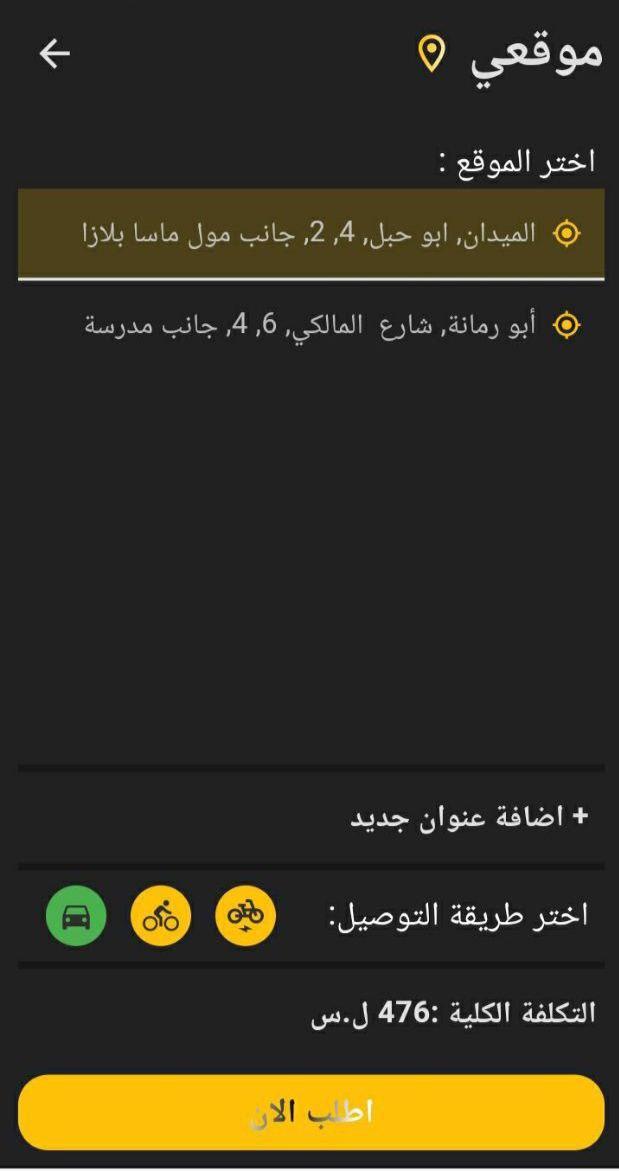 موقعي
اختر الموقع :
الميدان, ابو حبل, 4, 2, جانب مول ماسا بلازا
أبو رمانة, شارع المالكي, 6, 4, جانب مدرسة
+ اضافة عنوان جديد
اختر طريقة التوصيل:
التكلفة الكلية :476 ل.س
اطلب الان